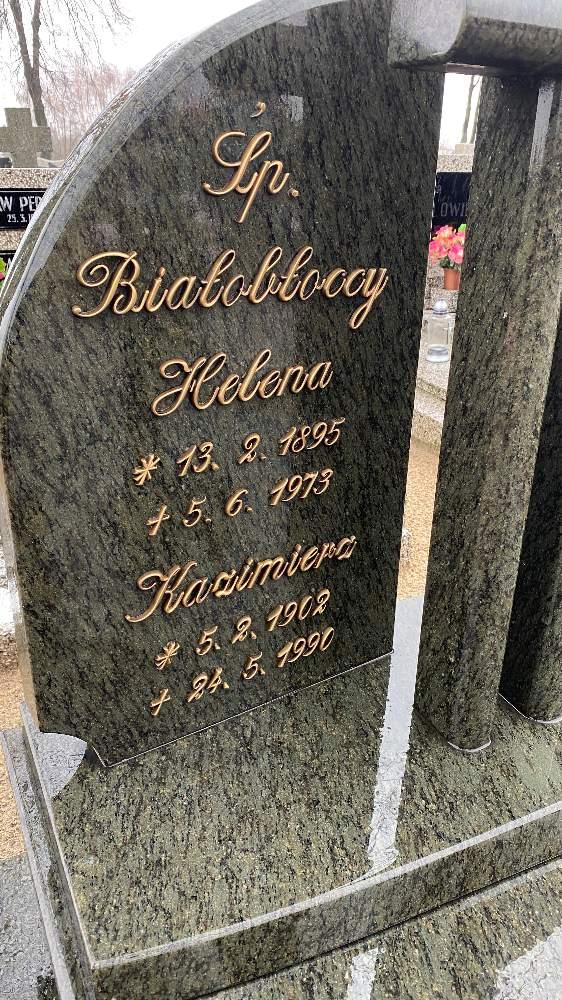 Śp.
Białobłoccy
Helena
* 13. 2. 1895
+ 5. 6. 1973
Kazimiera
* 5. 2. 1902
+ 24. 5. 1990